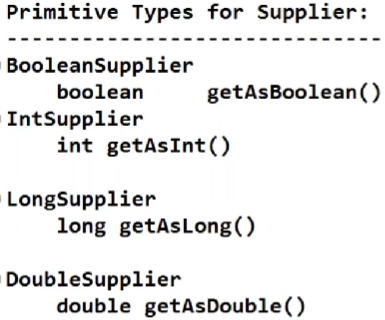 Primitive Types for Supplier:
------------------------------
BooleanSupplier
boolean getAsBoolean()
IntSupplier
int getAsInt()
LongSupplier
long getAsLong()
DoubleSupplier
double getAsDouble()